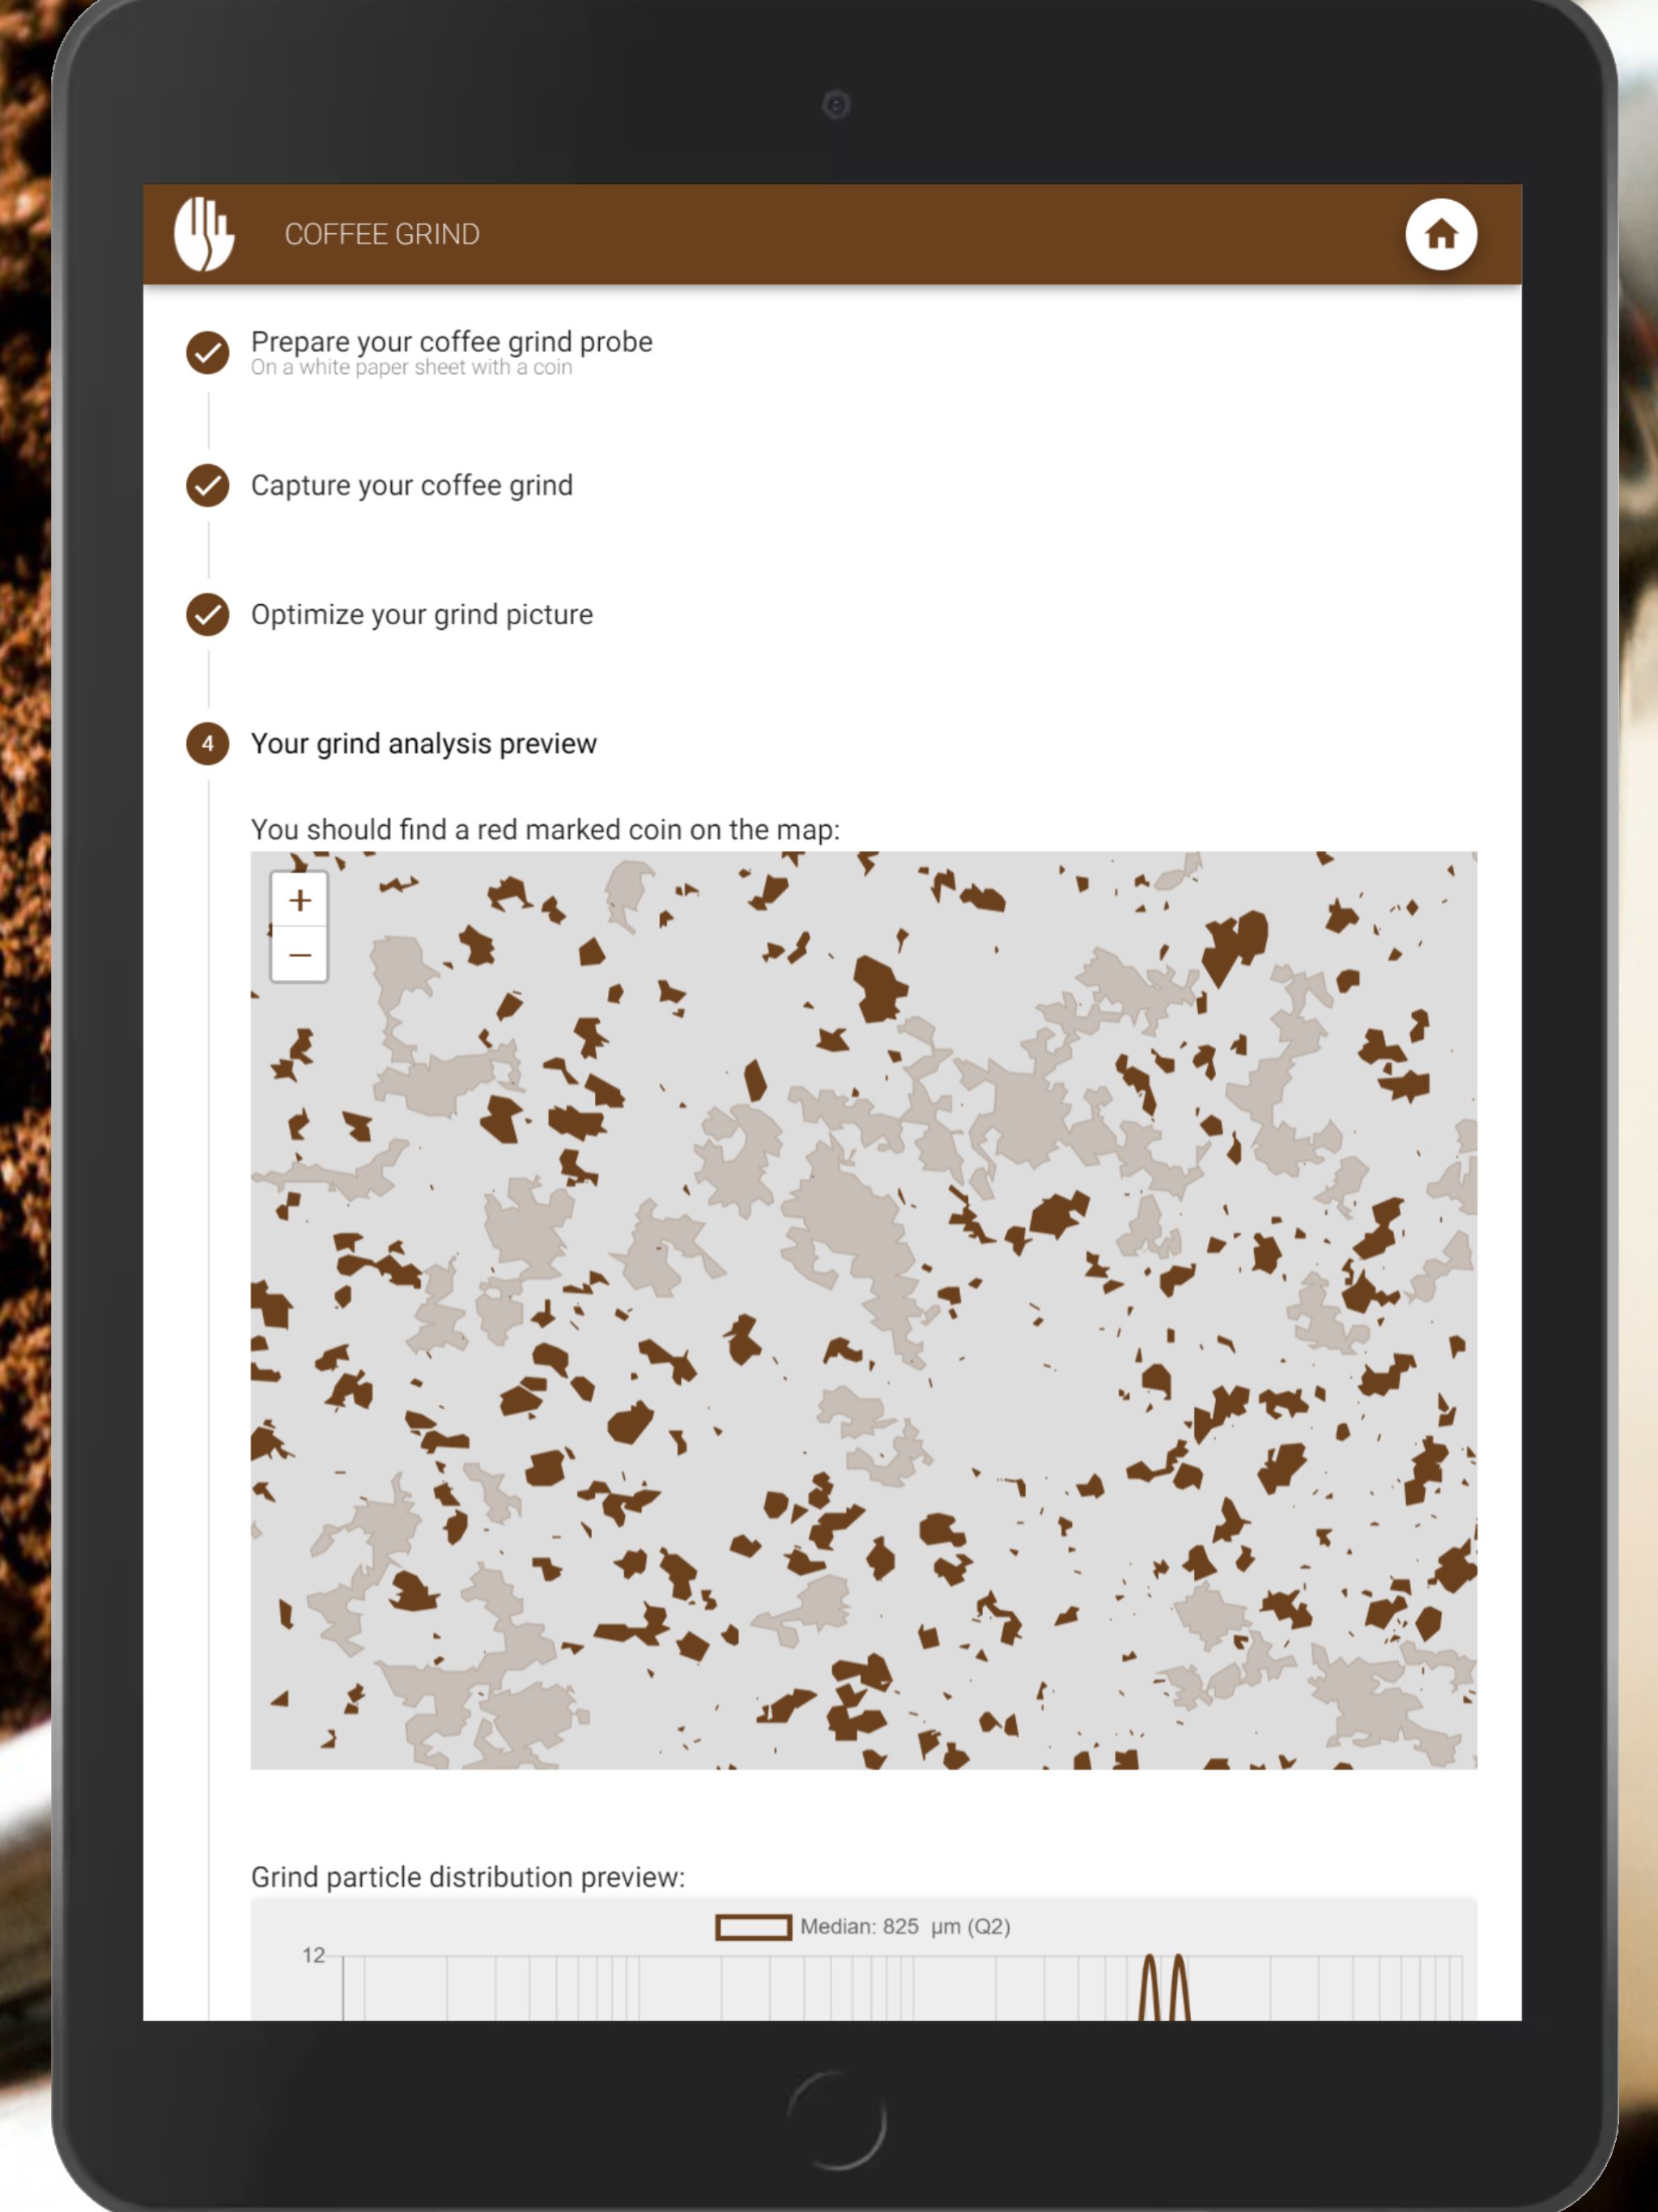 COFFEE GRIND
Prepare your coffee grind probe
On a white paper sheet with a coin
Capture your coffee grind
Optimize your grind picture
4 Your grind analysis preview
You should find a red marked coin on the map:
+
−
Grind particle distribution preview:
Median: 825 µm (Q2)
12